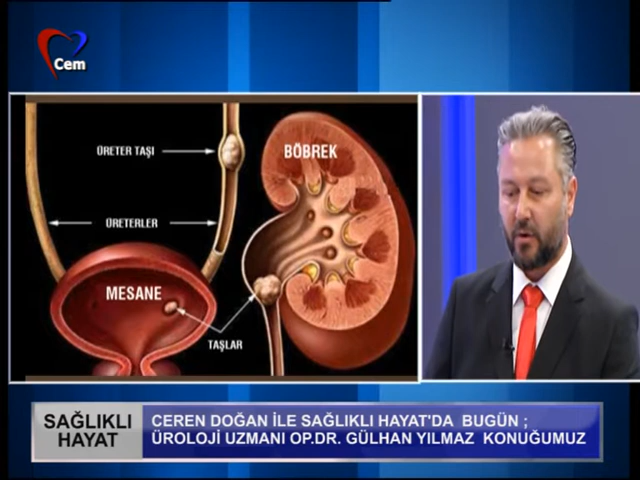 Cem
ÜRETER TAŞI
BÖBREK
ÜRETERLER
MESANE
TAŞLAR
SAĞLIKLI
HAYAT
CEREN DOĞAN İLE SAĞLIKLI HAYAT'DA BUGÜN ;
ÜROLOJİ UZMANI OP.DR. GÜLHAN YILMAZ KONUĞUMUZ